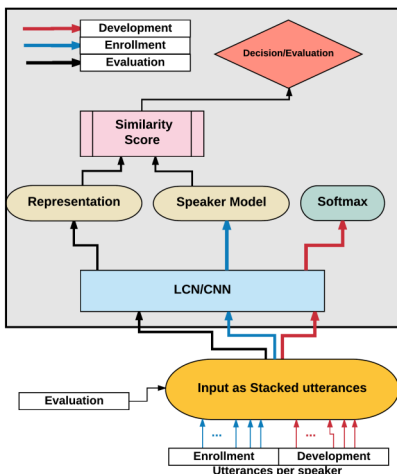 Development
Enrollment
Evaluation
Decision/Evaluation
Similarity
Score
Representation
Speaker Model
Softmax
LCN/CNN
Input as Stacked utterances
Evaluation
...
...
Enrollment
Development
Utterances per speaker